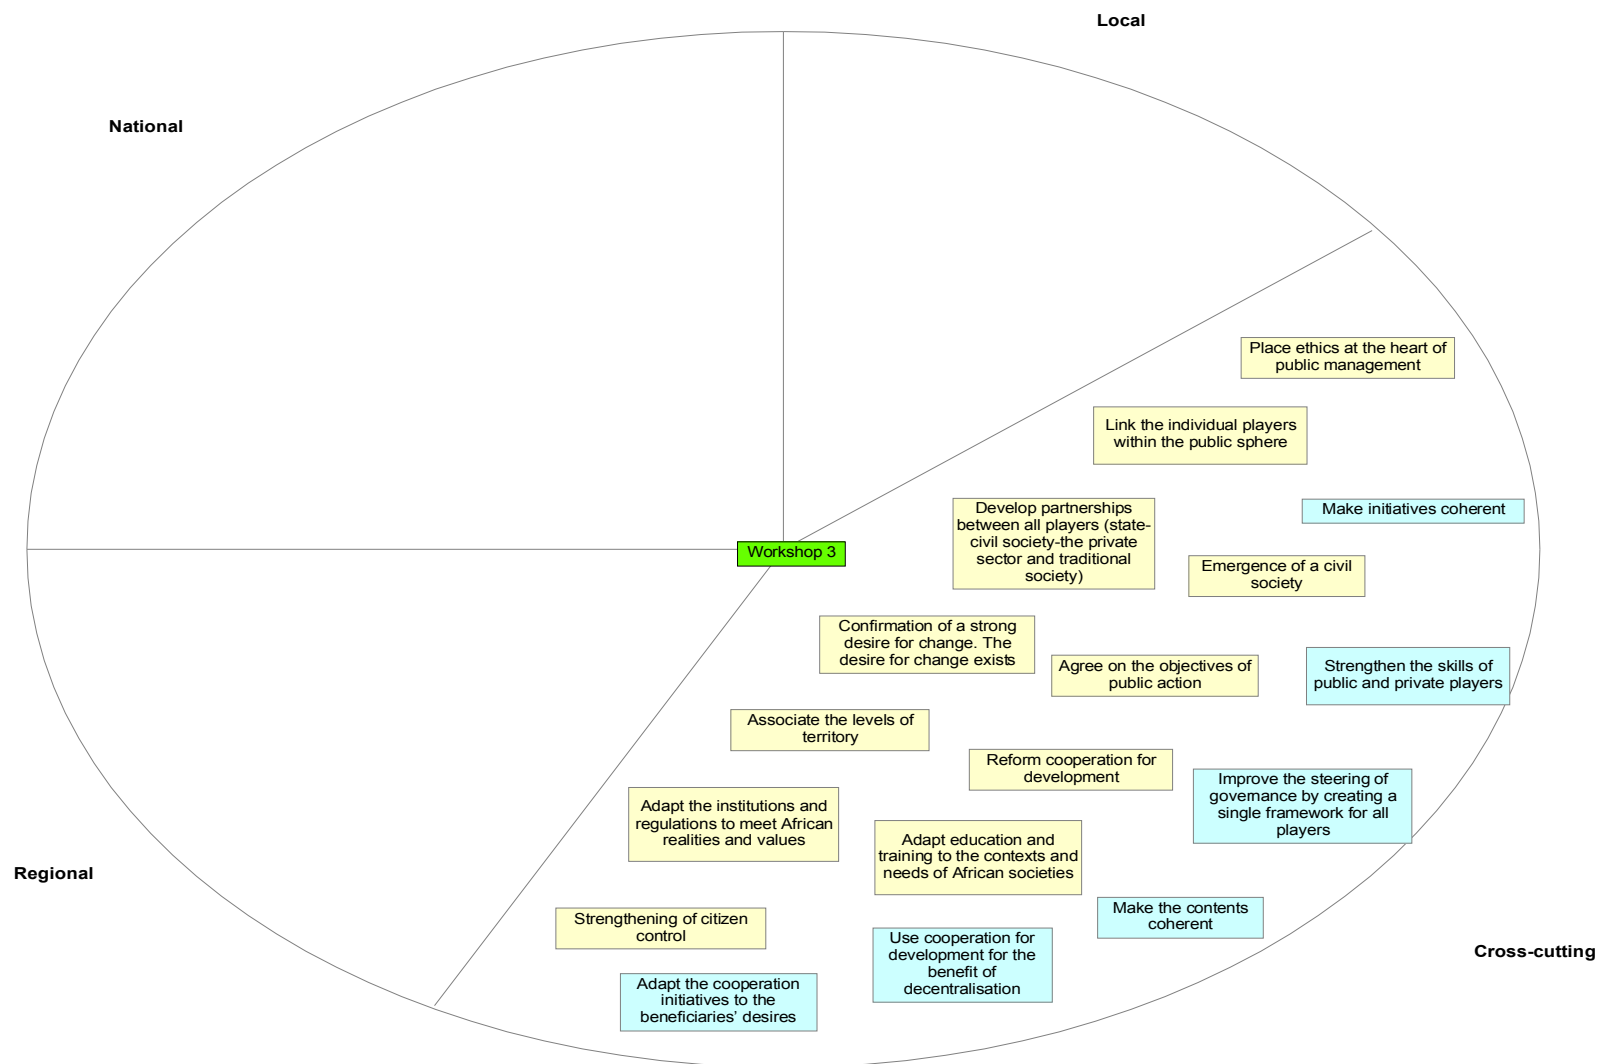 Local
National
Place ethics at the heart of
public management
Link the individual players
within the public sphere
Develop partnerships
between all players (state-
civil society-the private
sector and traditional
society)
Make initiatives coherent
Workshop 3
Emergence of a civil
society
Confirmation of a strong
desire for change. The
desire for change exists
Agree on the objectives of
public action
Strengthen the skills of
public and private players
Associate the levels of
territory
Reform cooperation for
development
Improve the steering of
governance by creating a
single framework for all
players
Adapt the institutions and
regulations to meet African
realities and values
Adapt education and
training to the contexts and
needs of African societies
Regional
Make the contents
coherent
Strengthening of citizen
control
Use cooperation for
development for the
benefit of
decentralisation
Cross-cutting
Adapt the cooperation
initiatives to the
beneficiaries’ desires